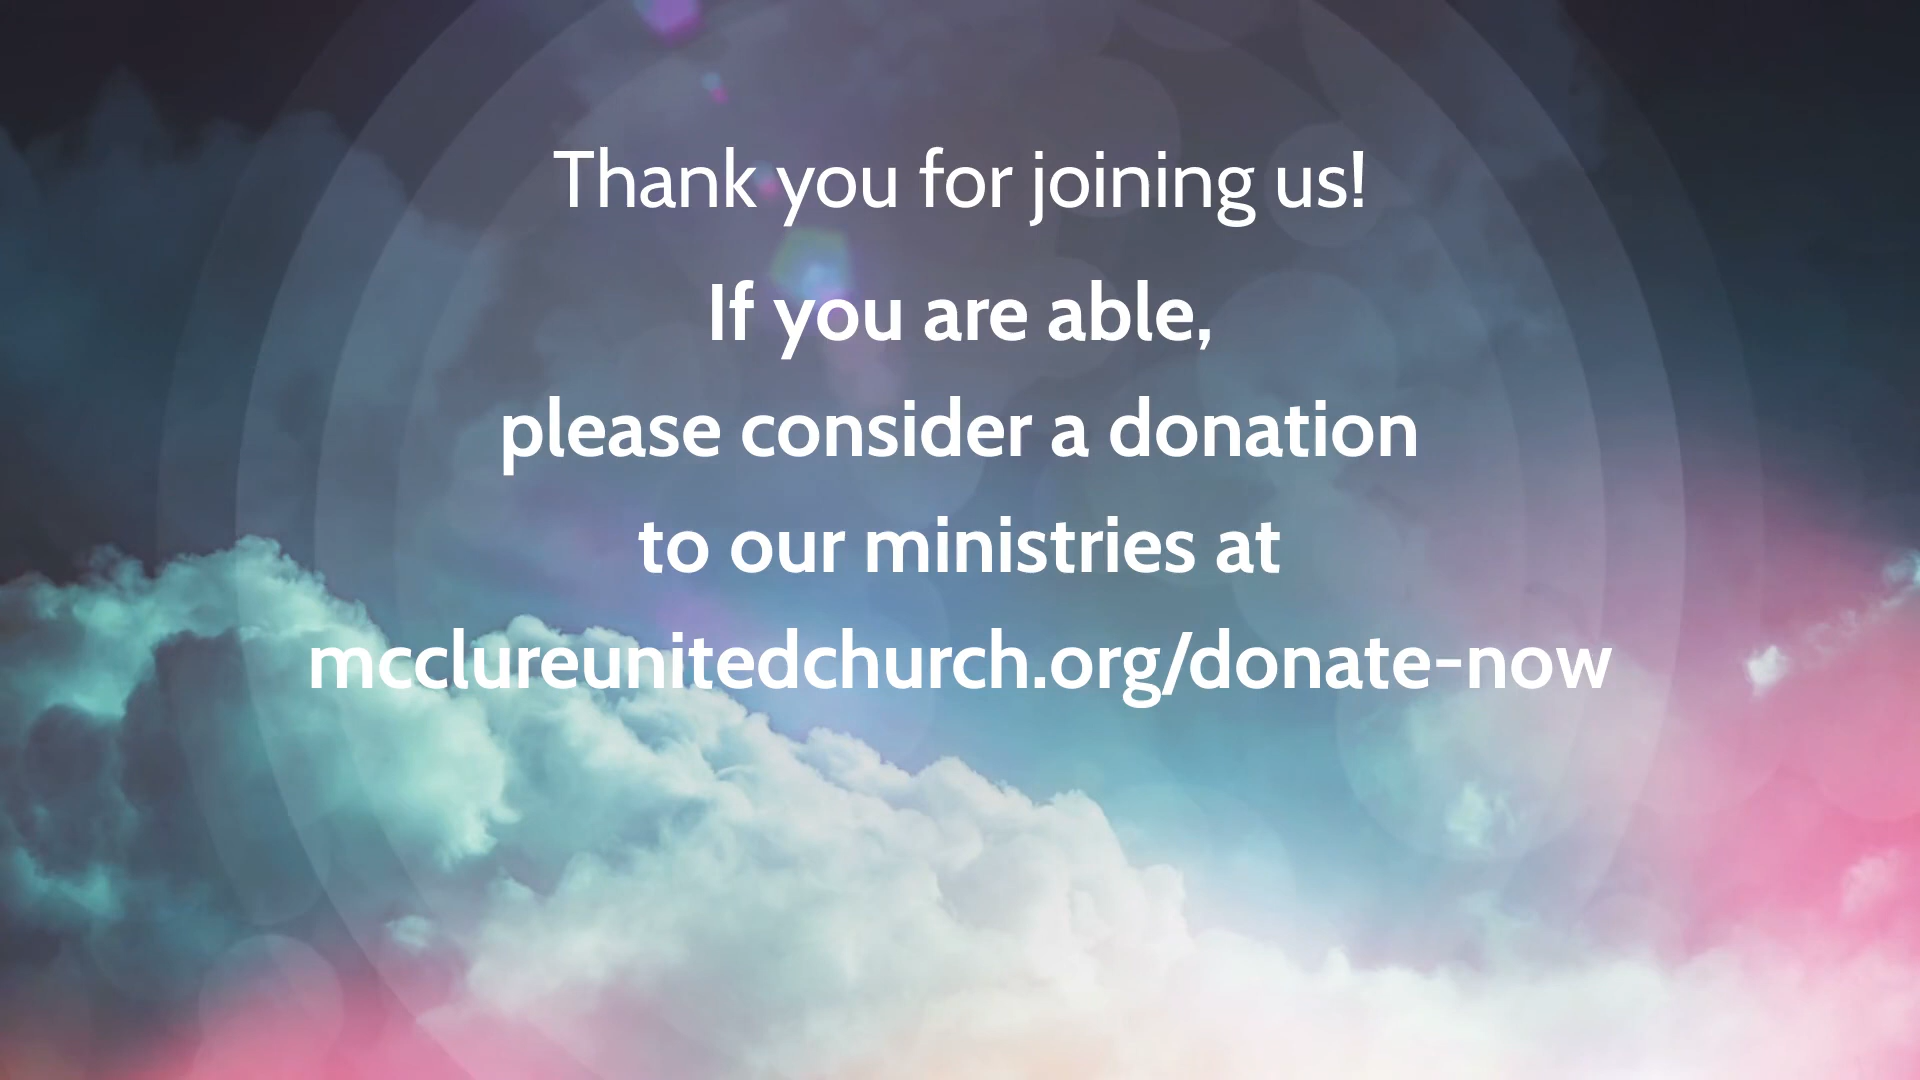 Thank you for joining us!
If you are able,
please consider a donation
to our ministries at
mcclureunitedchurch.org/donate-now